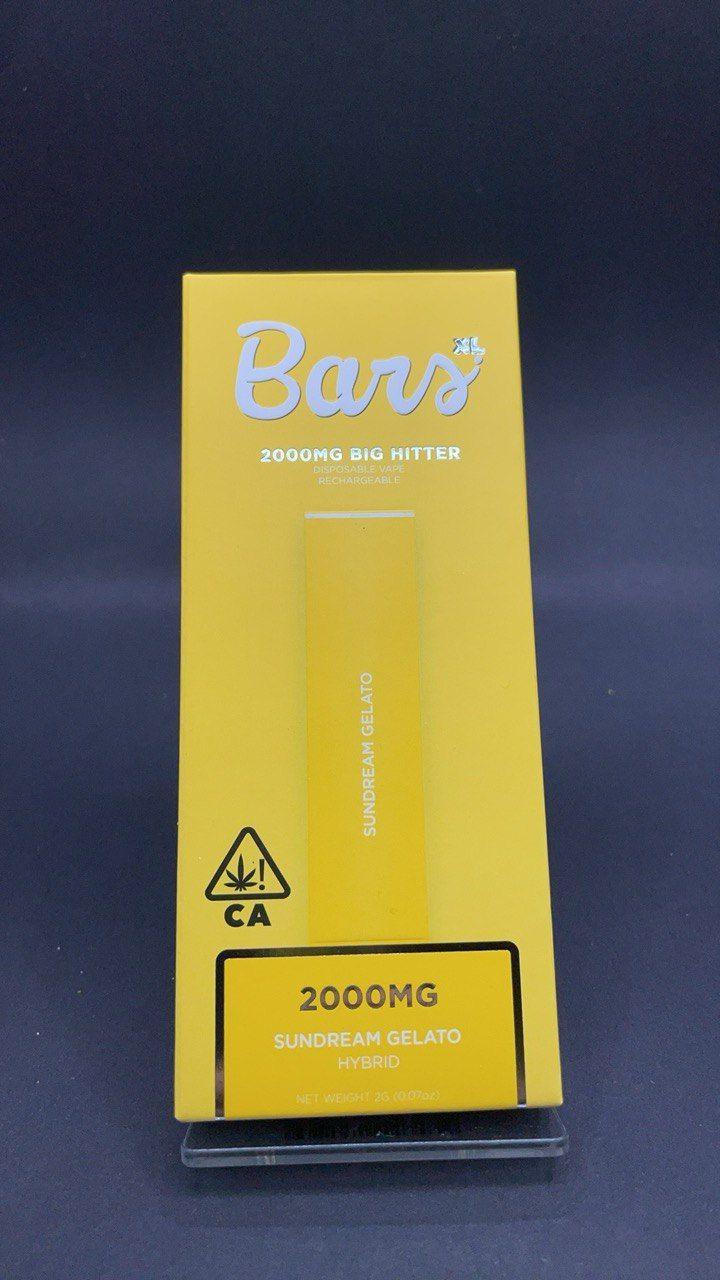 Bars XL
2000MG BIG HITTER
DISPOSABLE VAPE
RECHARGEABLE
SUNDREAM GELATO
CA
2000MG
SUNDREAM GELATO
HYBRID
NET WEIGHT 2G (0.07oz)